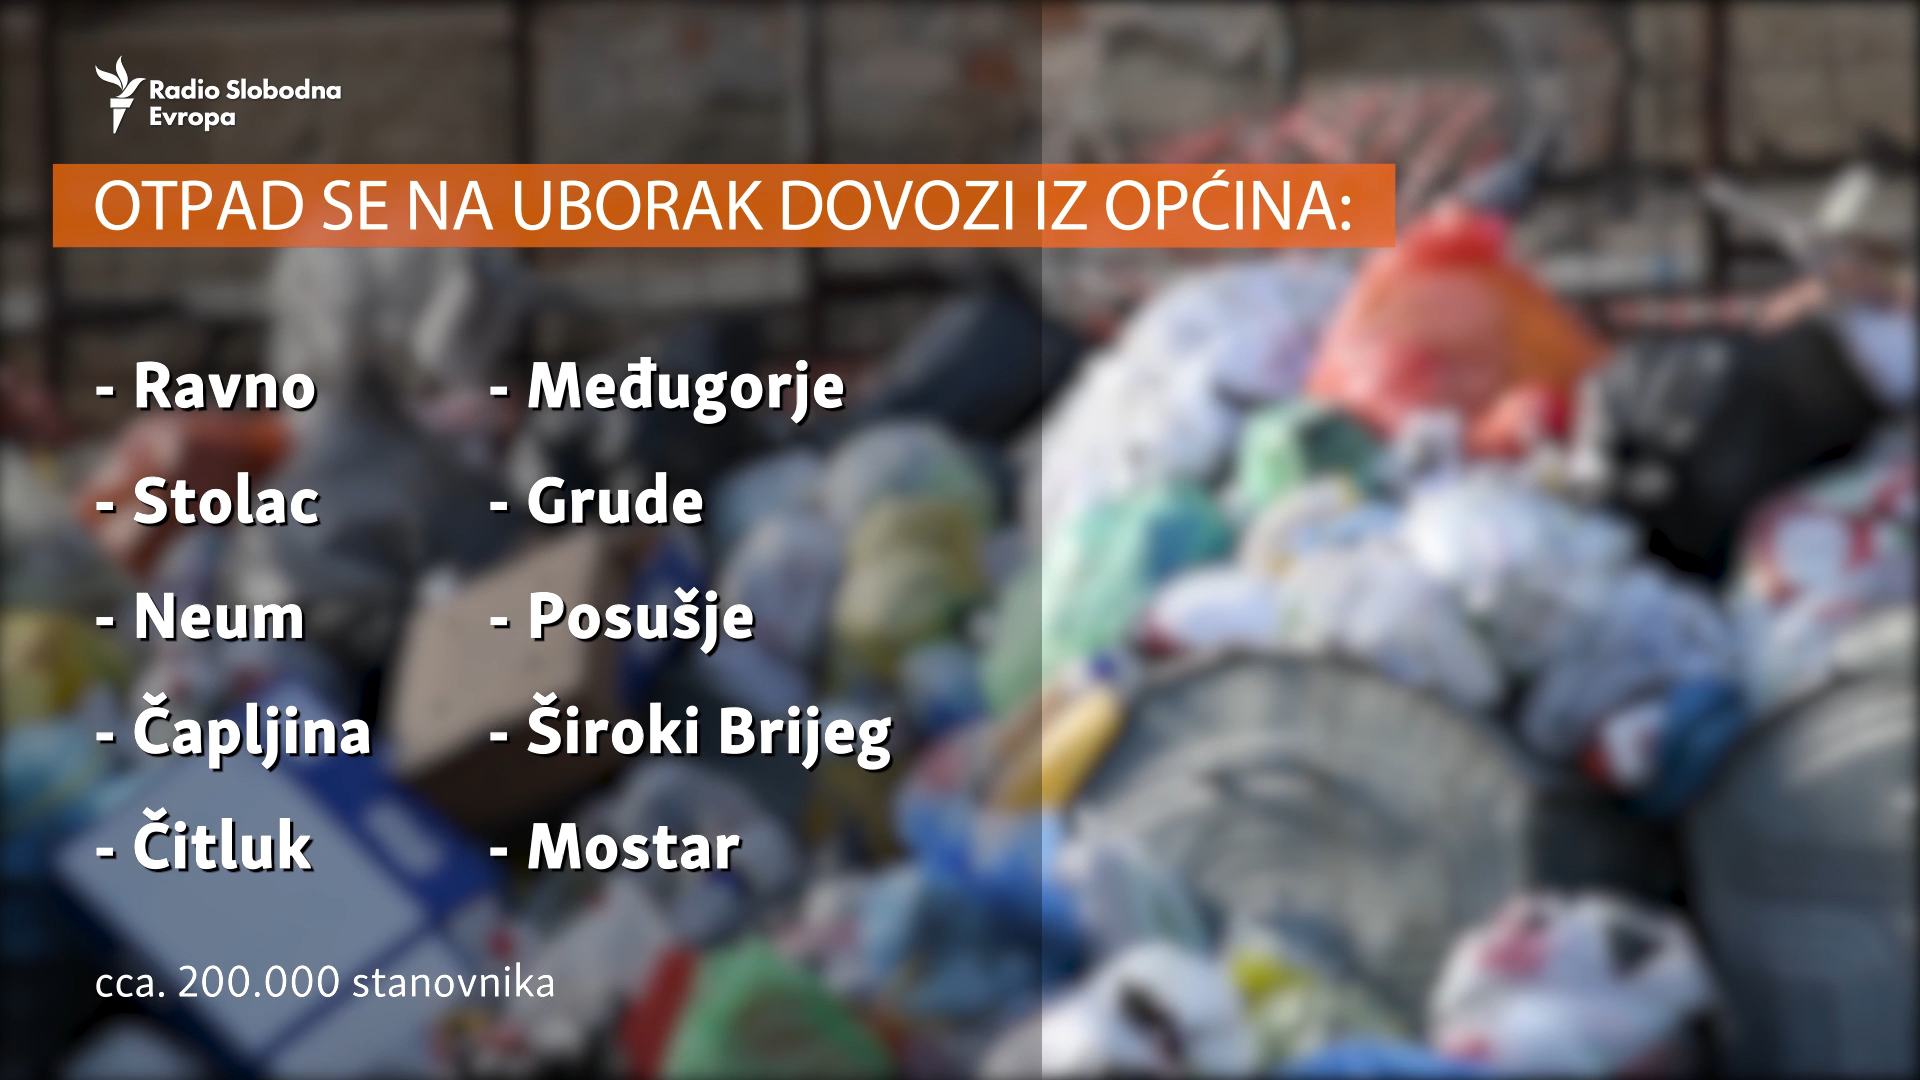 Radio Slobodna
Evropa
OTPAD SE NA UBORAK DOVOZI IZ OPĆINA:
- Ravno
- Stolac
- Neum
- Čapljina
- Čitluk
- Međugorje
- Grude
- Posušje
- Široki Brijeg
- Mostar
cca. 200.000 stanovnika